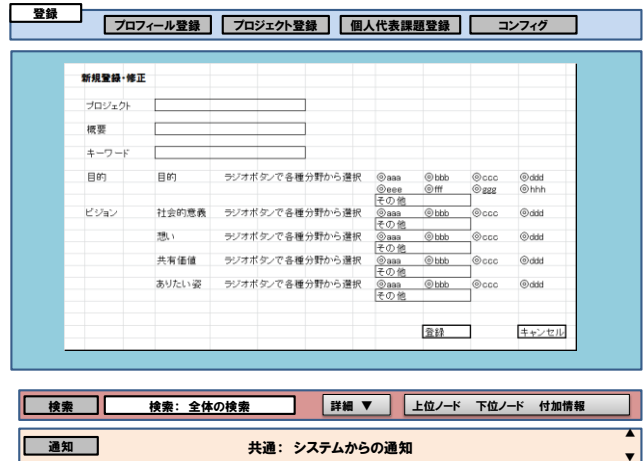 登録
プロフィール登録 プロジェクト登録 個人代表課題登録 コンフィグ
新規登録・修正
プロジェクト
概要
キーワード
目的 目的 ラジオボタンで各種分野から選択 ◎aaa ◎bbb ◎ccc ◎ddd
◎eee ◎fff ◎ggg ◎hhh
その他
ビジョン 社会的意義 ラジオボタンで各種分野から選択 ◎aaa ◎bbb ◎ccc ◎ddd
その他
想い ラジオボタンで各種分野から選択 ◎aaa ◎bbb ◎ccc ◎ddd
その他
共有価値 ラジオボタンで各種分野から選択 ◎aaa ◎bbb ◎ccc ◎ddd
その他
ありたい姿 ラジオボタンで各種分野から選択 ◎aaa ◎bbb ◎ccc ◎ddd
その他
登録 キャンセル
検索 検索: 全体の検索 詳細 ▼ 上位ノード 下位ノード 付加情報
通知 共通: システムからの通知 ▲
▼